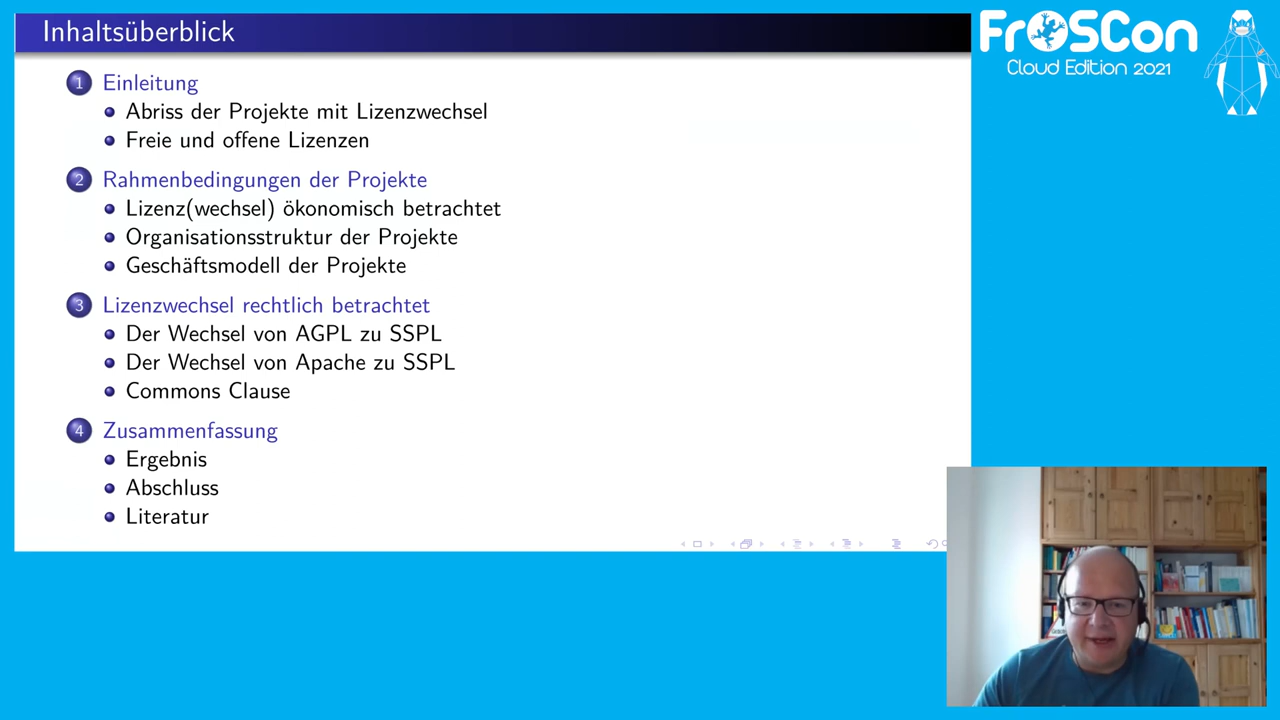 Inhaltsüberblick
1 Einleitung
Abriss der Projekte mit Lizenzwechsel
Freie und offene Lizenzen
2 Rahmenbedingungen der Projekte
Lizenz(wechsel) ökonomisch betrachtet
Organisationsstruktur der Projekte
Geschäftsmodell der Projekte
3 Lizenzwechsel rechtlich betrachtet
Der Wechsel von AGPL zu SSPL
Der Wechsel von Apache zu SSPL
Commons Clause
4 Zusammenfassung
Ergebnis
Abschluss
Literatur
FrOSCon
Cloud Edition 2021